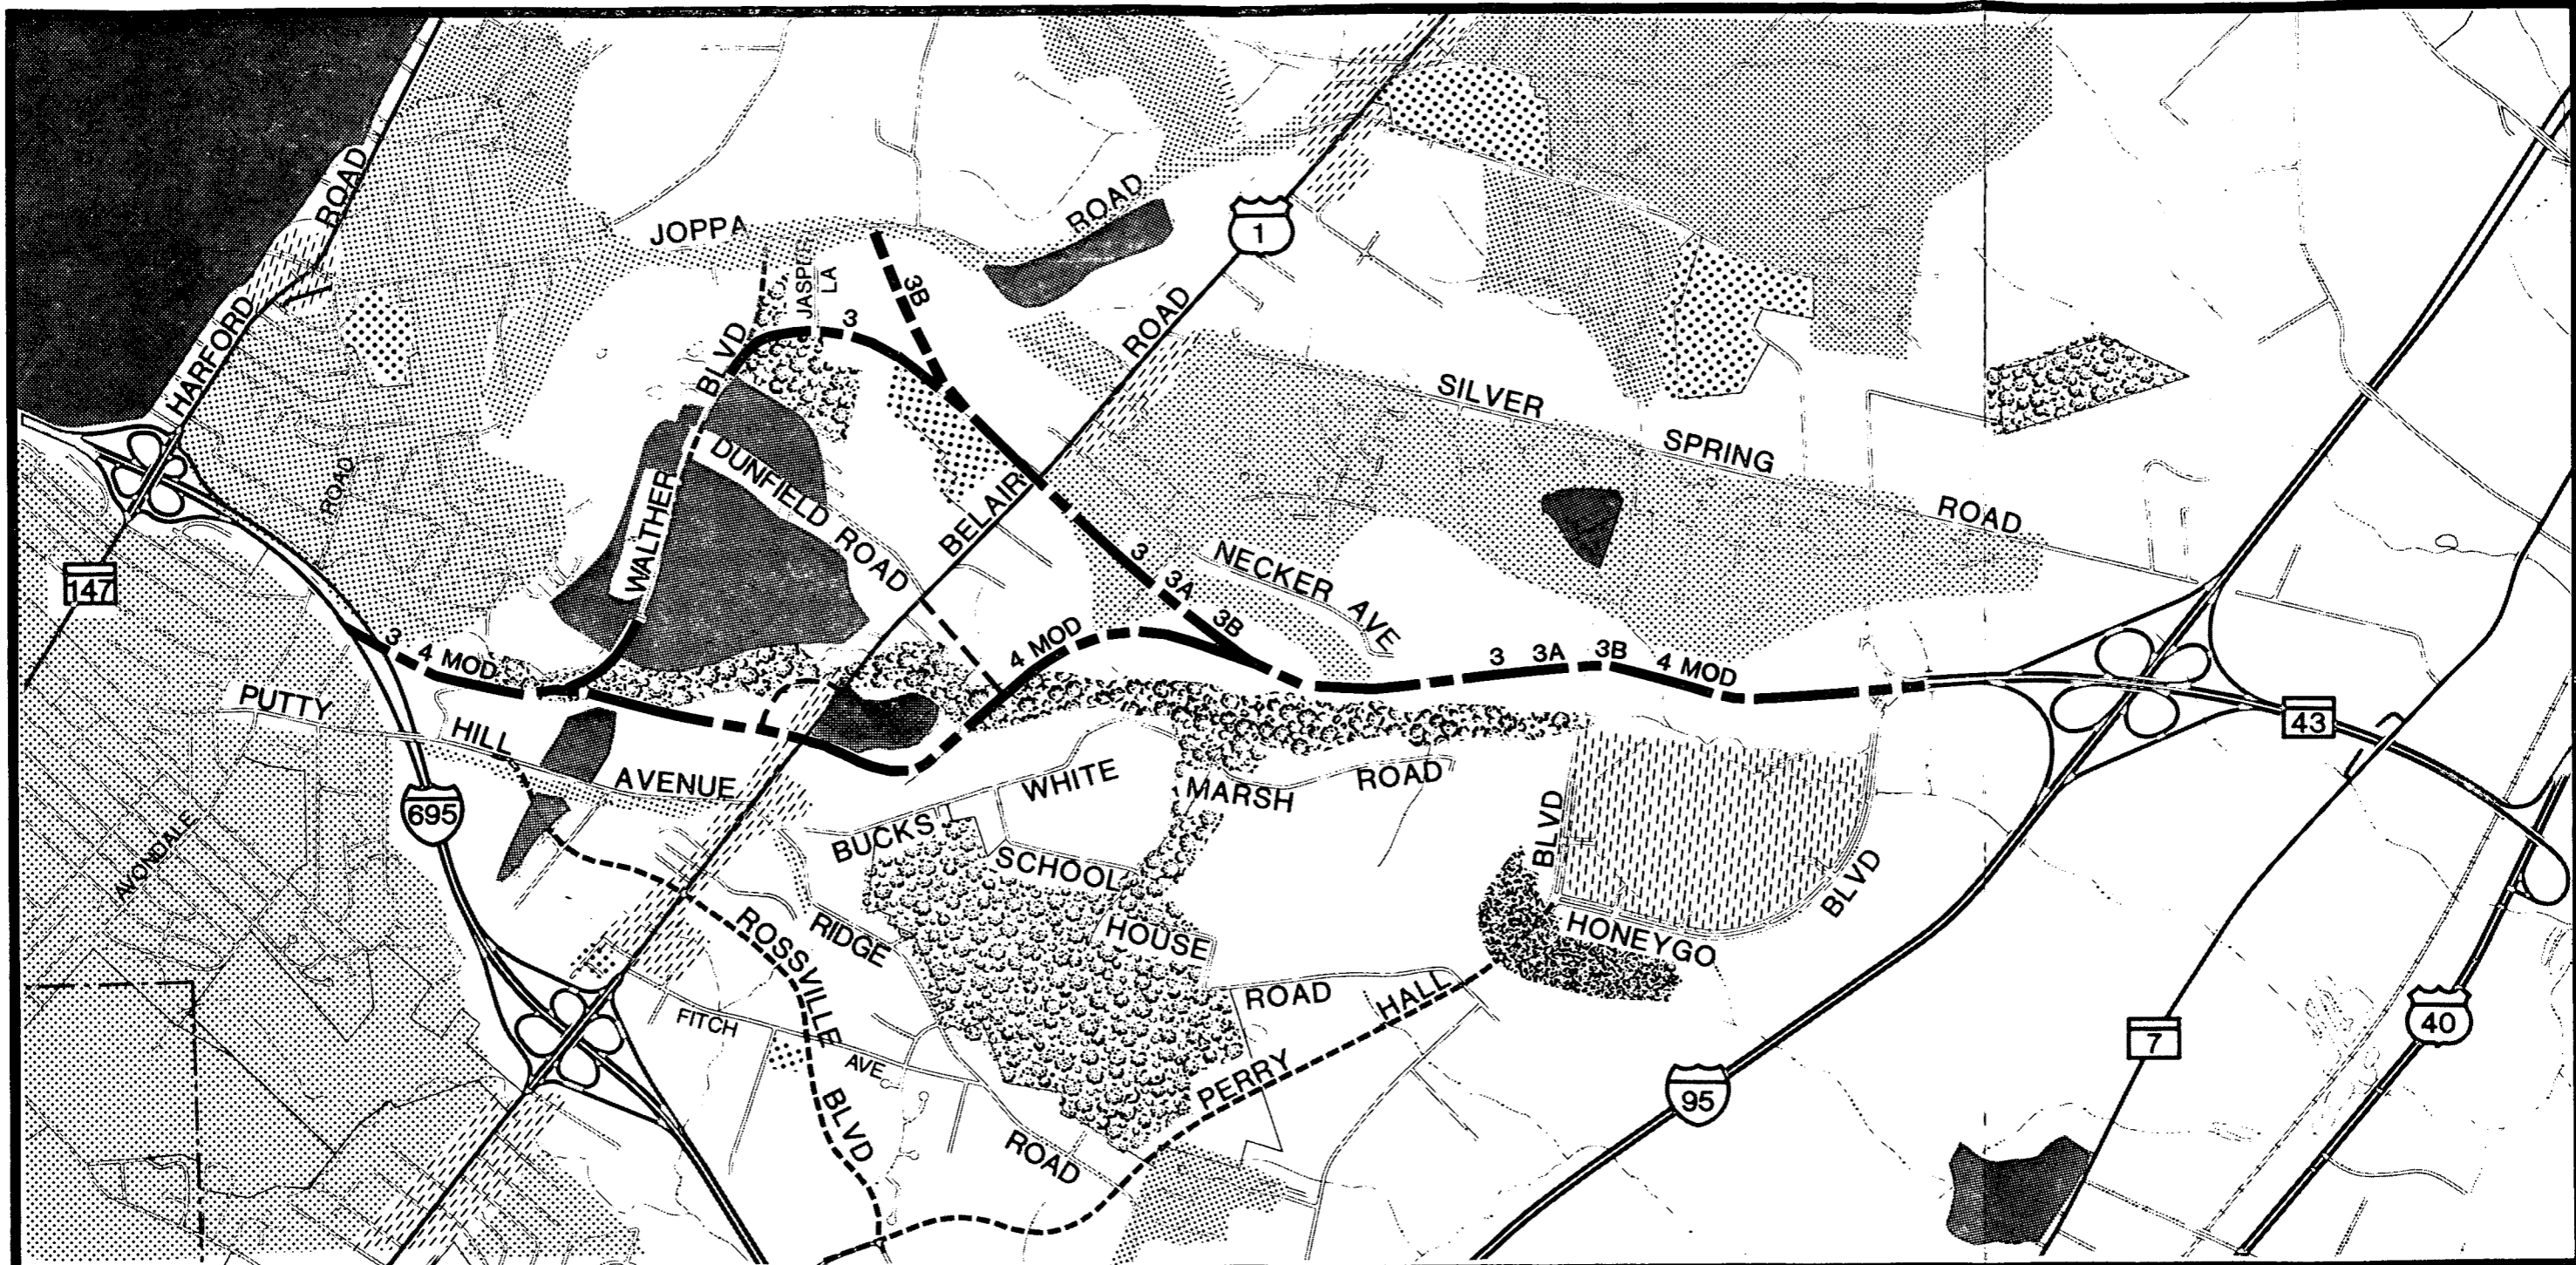 HARFORD ROAD
JOPPA ROAD
JASPER LA
3B
1
3
WALTHER BLVD
DUNFIELD ROAD
BELAIR ROAD
SILVER SPRING ROAD
ROAD
NECKER AVE
147
3
4 MOD
3
3A
3B
4 MOD
3
3A
3B
4 MOD
43
PUTTY HILL AVENUE
695
AVONDALE
WHITE MARSH ROAD
BUCKS SCHOOL HOUSE ROAD
BLVD
HONEYGO BLVD
RIDGE ROAD
ROSSVILLE BLVD
FITCH AVE
PERRY HALL
95
7
40